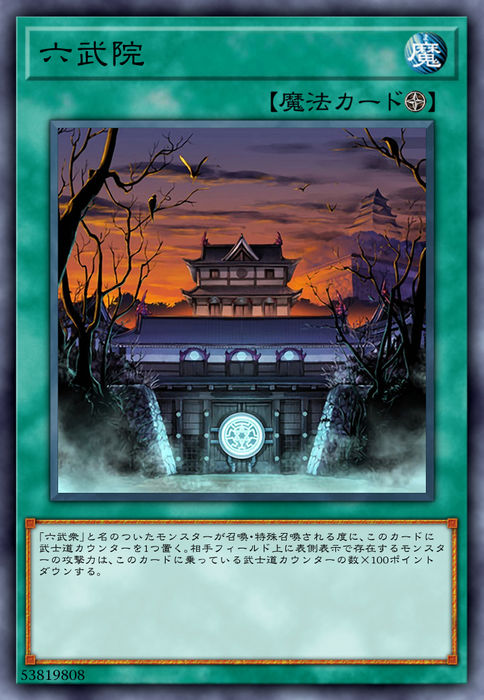 六武院
魔
【魔法カード】
「六武衆」と名のついたモンスターが召喚・特殊召喚される度に、このカードに
武士道カウンターを1つ置く。相手フィールド上に表側表示で存在するモンスタ
ーの攻撃力は、このカードに乗っている武士道カウンターの数×100ポイント
ダウンする。
53819808